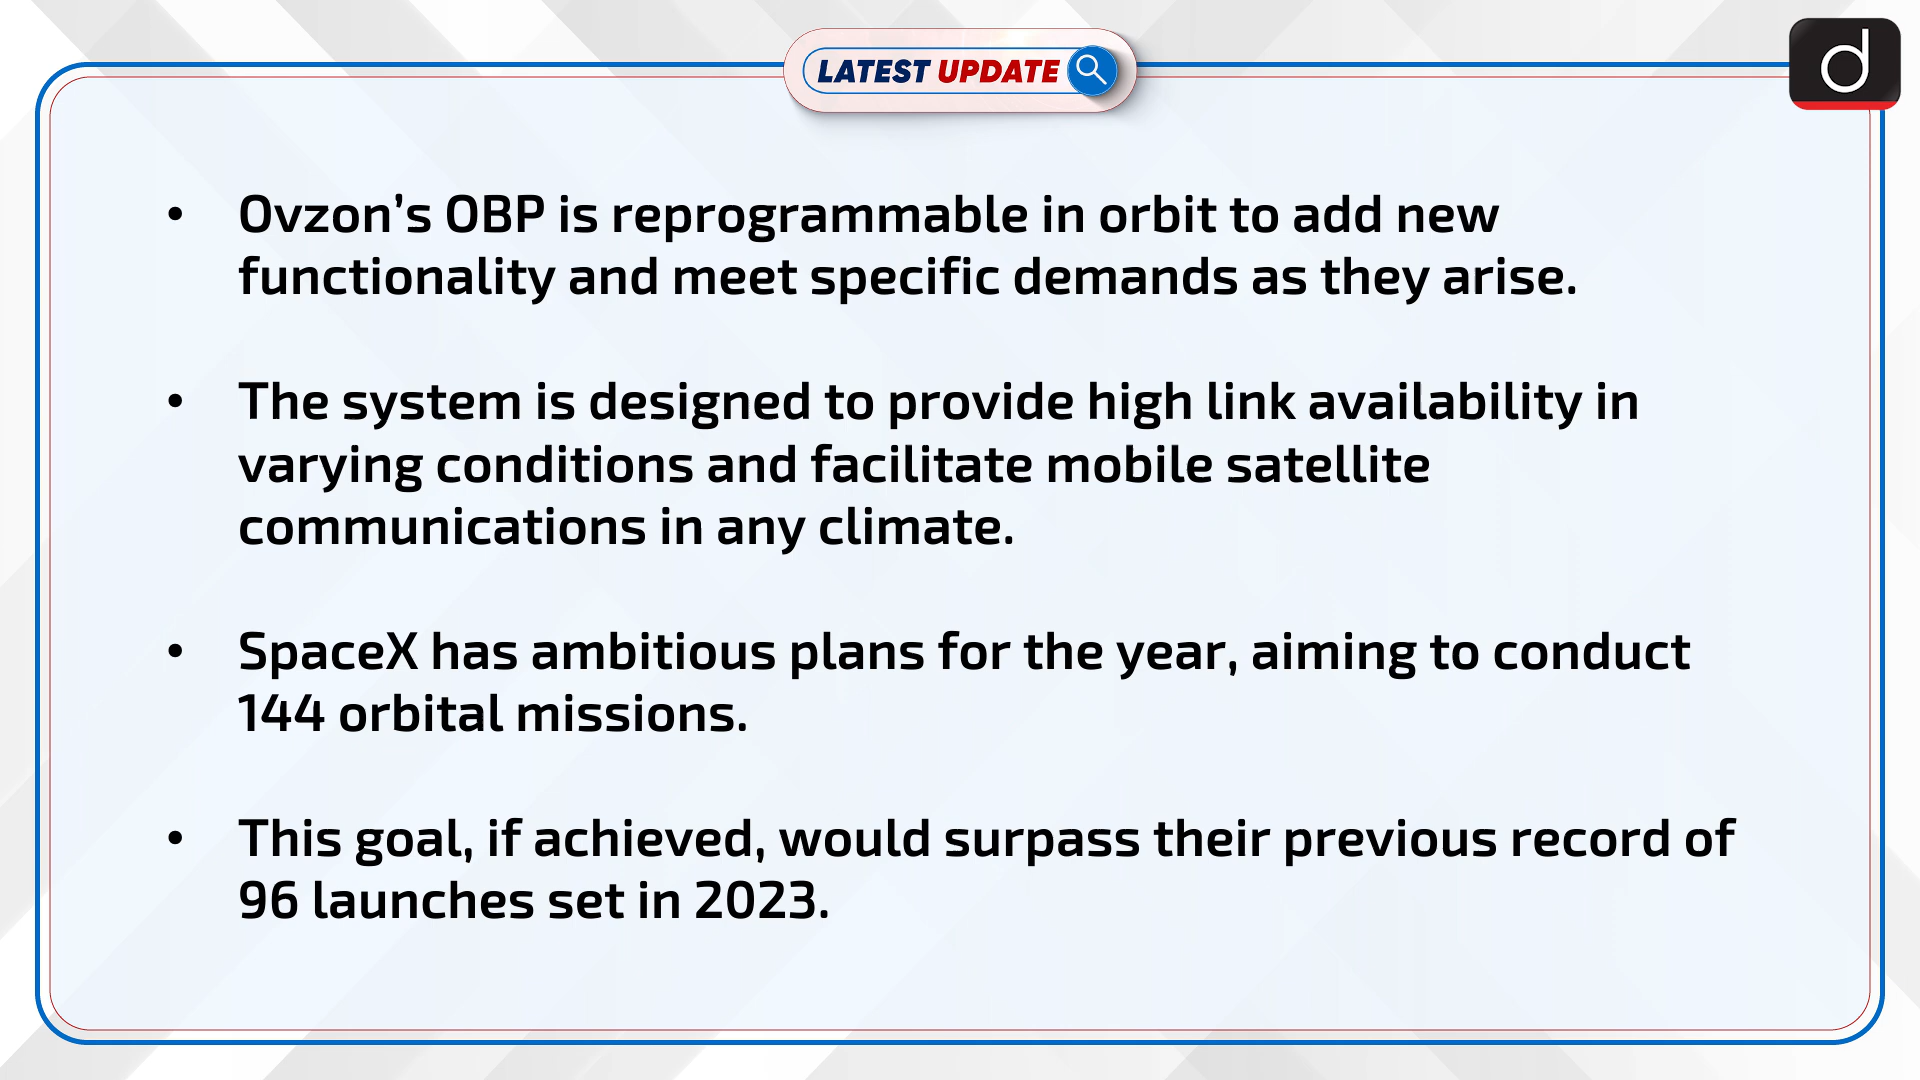 LATEST UPDATE
d
• Ovzon’s OBP is reprogrammable in orbit to add new
functionality and meet specific demands as they arise.
• The system is designed to provide high link availability in
varying conditions and facilitate mobile satellite
communications in any climate.
• SpaceX has ambitious plans for the year, aiming to conduct
144 orbital missions.
• This goal, if achieved, would surpass their previous record of
96 launches set in 2023.